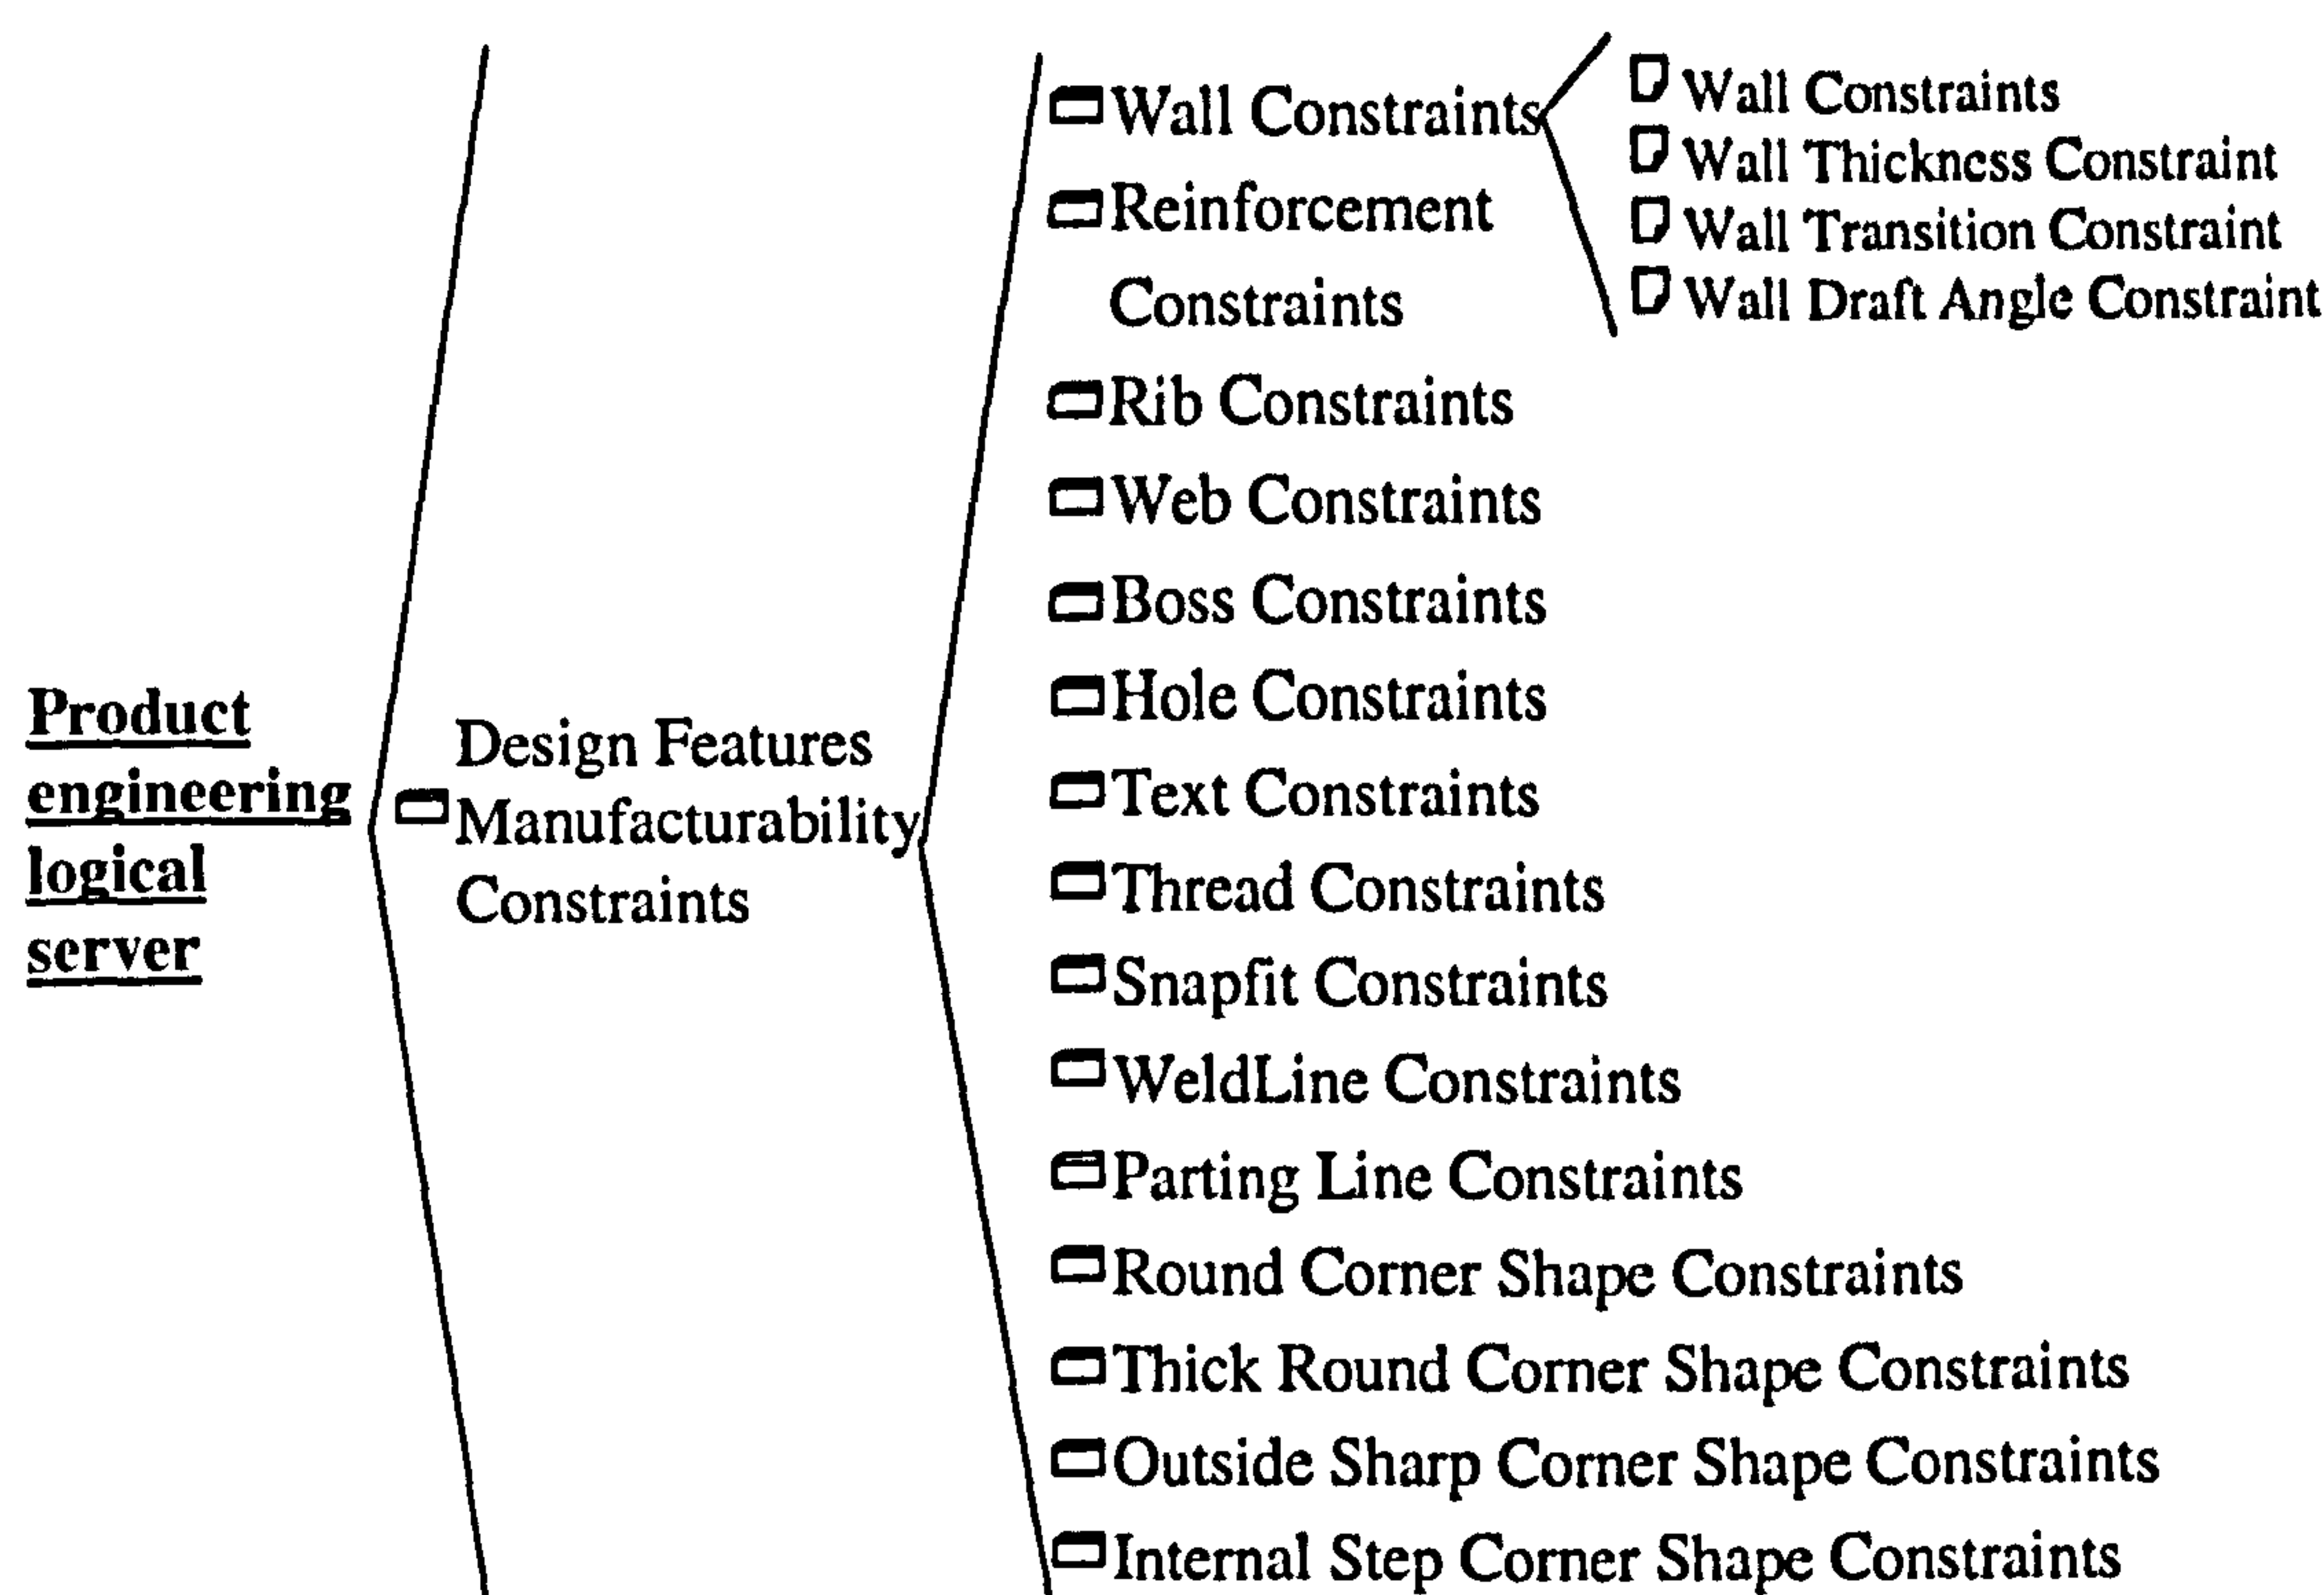 Product
engineering
logical
server
Design Features
Manufacturability
Constraints
Wall Constraints
Reinforcement
Constraints
Rib Constraints
Web Constraints
Boss Constraints
Hole Constraints
Text Constraints
Thread Constraints
Snapfit Constraints
WeldLine Constraints
Parting Line Constraints
Round Corner Shape Constraints
Thick Round Corner Shape Constraints
Outside Sharp Corner Shape Constraints
Internal Step Corner Shape Constraints
Wall Constraints
Wall Thickness Constraint
Wall Transition Constraint
Wall Draft Angle Constraint